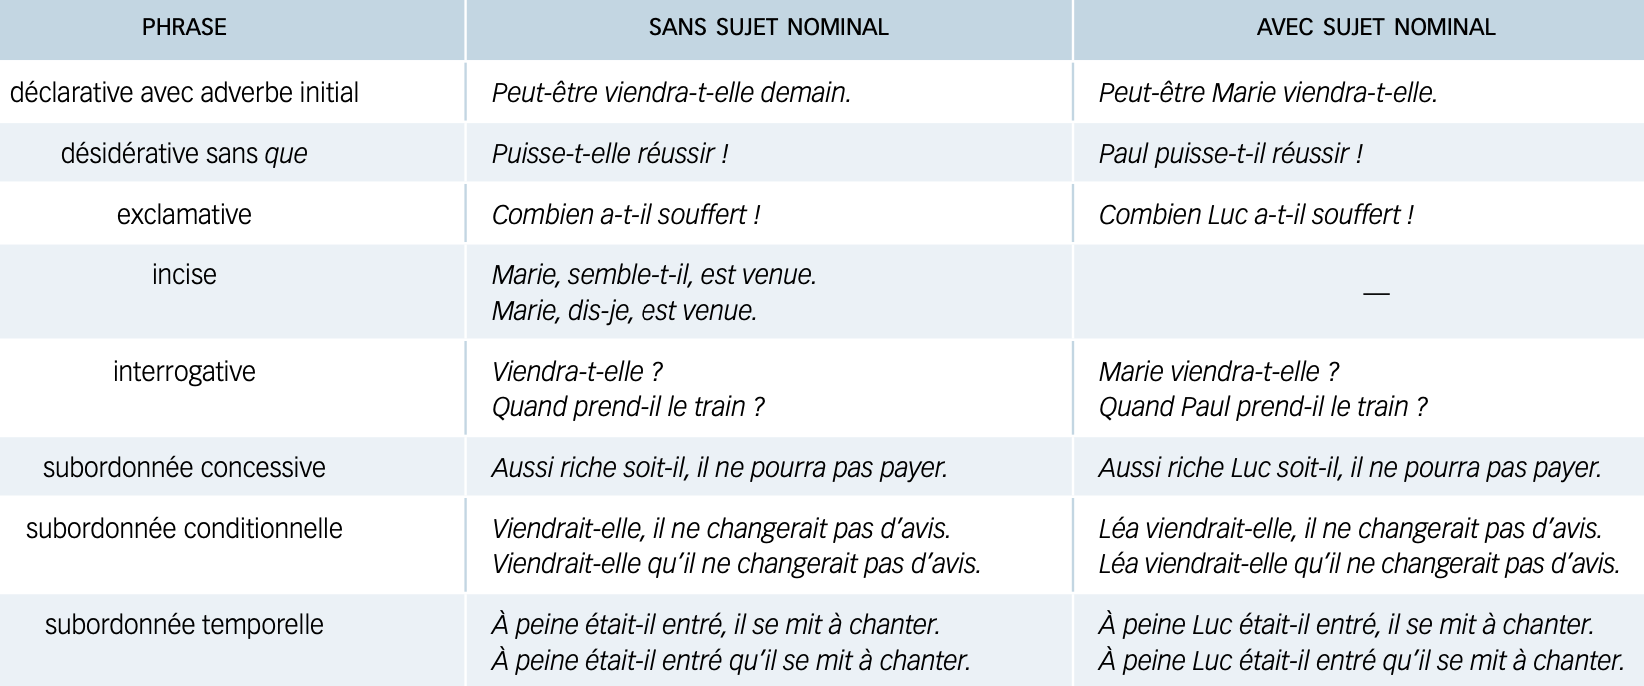 PHRASE SANS SUJET NOMINAL AVEC SUJET NOMINAL
déclarative avec adverbe initial Peut-être viendra-t-elle demain. Peut-être Marie viendra-t-elle.
désidérative sans que Puisse-t-elle réussir ! Paul puisse-t-il réussir !
exclamative Combien a-t-il souffert ! Combien Luc a-t-il souffert !
incise Marie, semble-t-il, est venue. —
Marie, dis-je, est venue.
interrogative Viendra-t-elle ? Marie viendra-t-elle ?
Quand prend-il le train ? Quand Paul prend-il le train ?
subordonnée concessive Aussi riche soit-il, il ne pourra pas payer. Aussi riche Luc soit-il, il ne pourra pas payer.
subordonnée conditionnelle Viendrait-elle, il ne changerait pas d’avis. Léa viendrait-elle, il ne changerait pas d’avis.
Viendrait-elle qu’il ne changerait pas d’avis. Léa viendrait-elle qu’il ne changerait pas d’avis.
subordonnée temporelle À peine était-il entré, il se mit à chanter. À peine Luc était-il entré, il se mit à chanter.
À peine était-il entré qu’il se mit à chanter. À peine Luc était-il entré qu’il se mit à chanter.